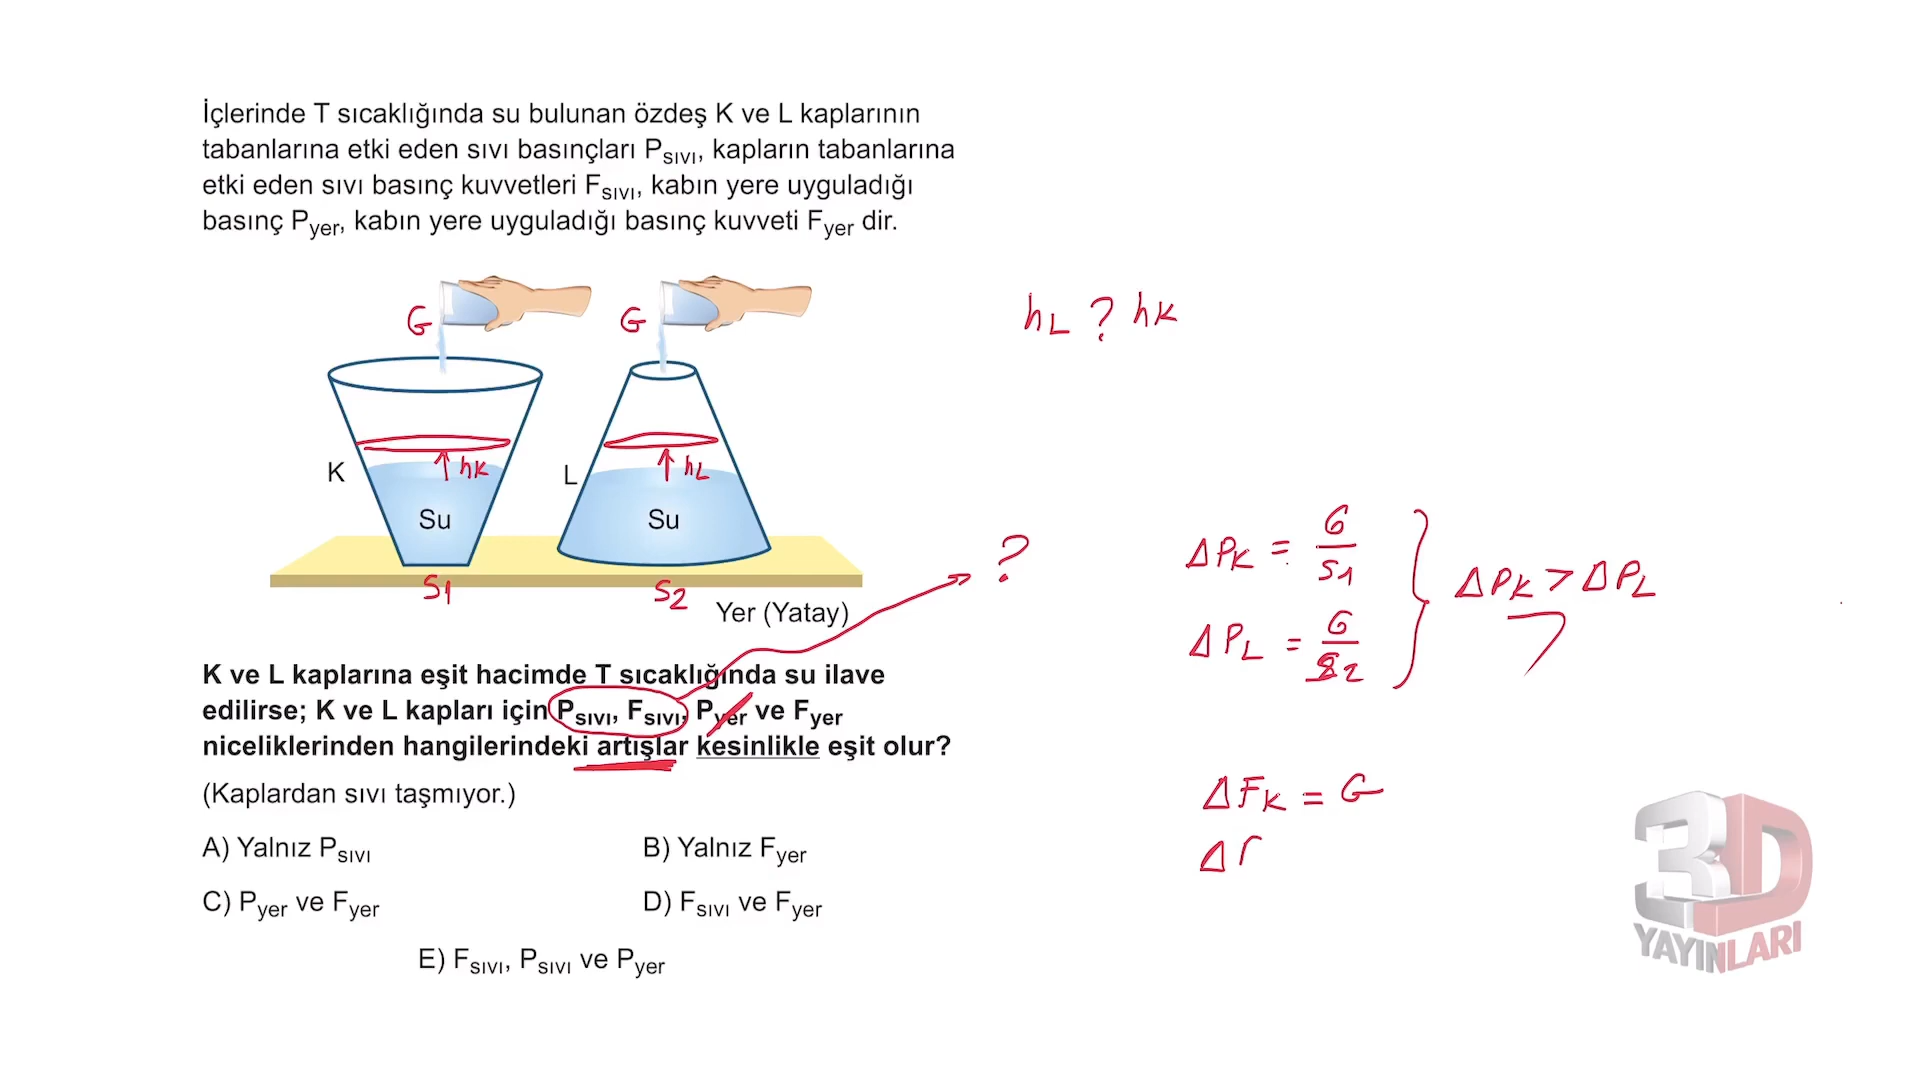 İçlerinde T sıcaklığında su bulunan özdeş K ve L kaplarının
tabanlarına etki eden sıvı basınçları Psıvı, kapların tabanlarına
etki eden sıvı basınç kuvvetleri Fsıvı, kabın yere uyguladığı
basınç Pyer, kabın yere uyguladığı basınç kuvveti Fyer dir.
G
G
hL ? hK
K
hK
L
hL
Su
Su
S1
S2
Yer (Yatay)
?
ΔPK = G/S1
ΔPL = G/S2
ΔPK > ΔPL
K ve L kaplarına eşit hacimde T sıcaklığında su ilave
edilirse; K ve L kapları için Psıvı, Fsıvı, Pyer ve Fyer
niceliklerinden hangilerindeki artışlar kesinlikle eşit olur?
(Kaplardan sıvı taşmıyor.)
ΔFK = G
Δ
A) Yalnız Psıvı
B) Yalnız Fyer
C) Pyer ve Fyer
D) Fsıvı ve Fyer
E) Fsıvı, Psıvı ve Pyer
3D
YAYINLARI